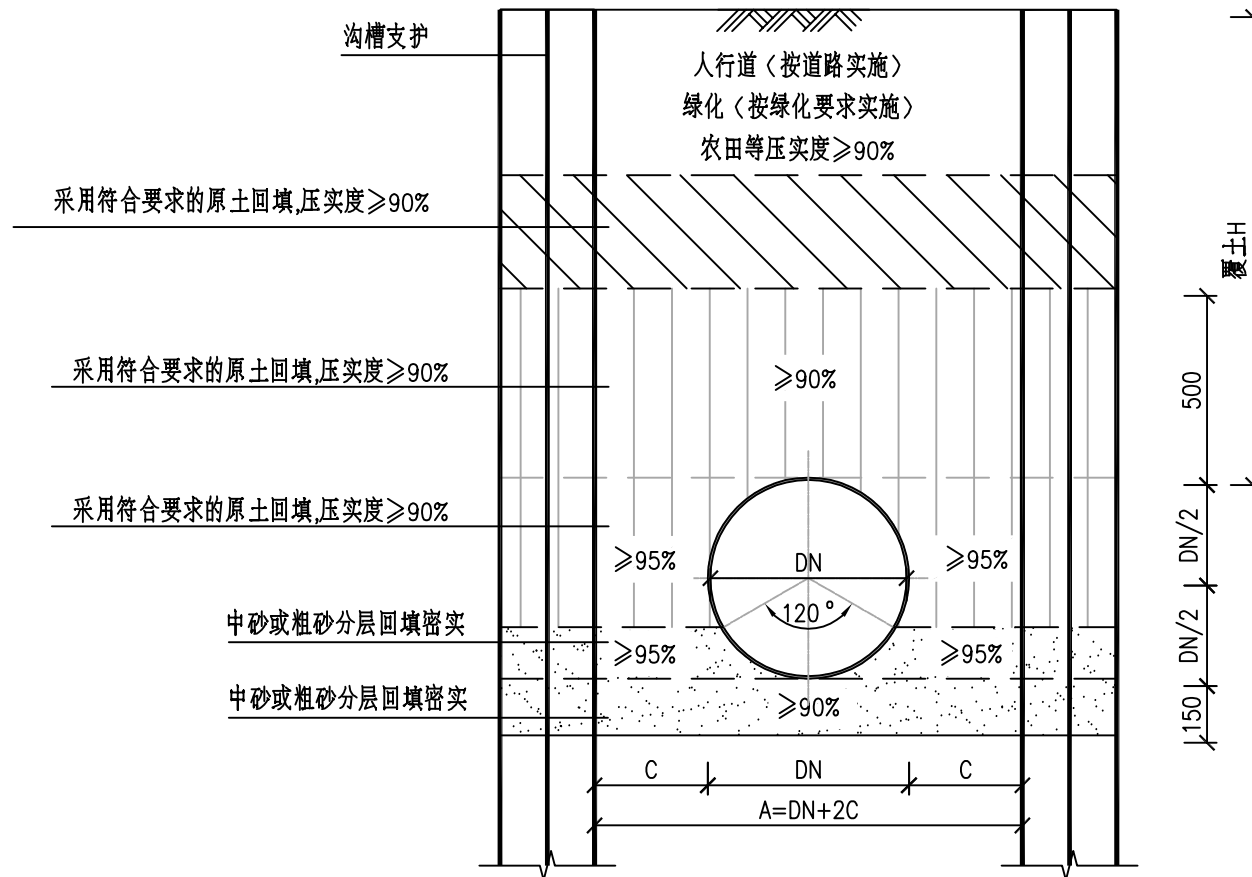 沟槽支护
人行道（按道路实施）
绿化（按绿化要求实施）
农田等压实度≥90%
采用符合要求的原土回填,压实度≥90%
覆土H
采用符合要求的原土回填,压实度≥90%
≥90%
500
采用符合要求的原土回填,压实度≥90%
≥95%
DN
≥95%
DN/2
120°
中砂或粗砂分层回填密实
≥95%
≥95%
DN/2
中砂或粗砂分层回填密实
≥90%
150
C
DN
C
A=DN+2C